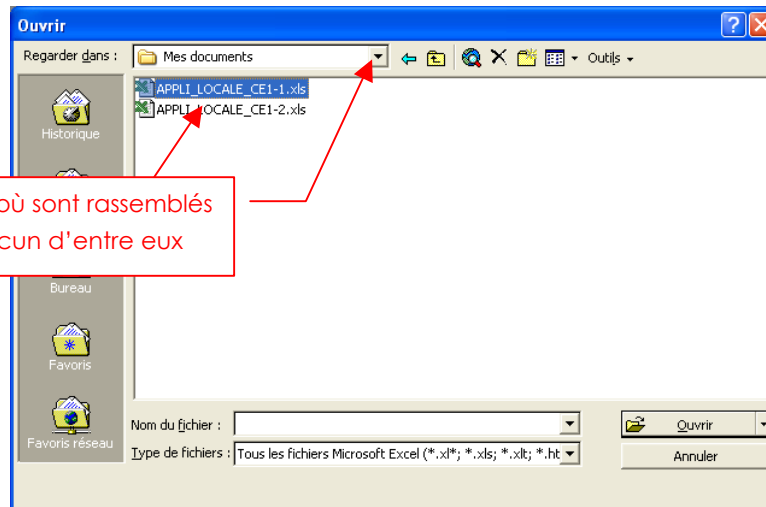 Ouvrir
Regarder dans :
Mes documents
Outils
APPLI_LOCALE_CE1-1.xls
APPLI_LOCALE_CE1-2.xls
Historique
où sont rassemblés
cun d'entre eux
Bureau
Favoris
Favoris réseau
Nom du fichier :
Ouvrir
Type de fichiers :
Tous les fichiers Microsoft Excel (*.xl*; *.xls; *.xlt; *.ht
Annuler